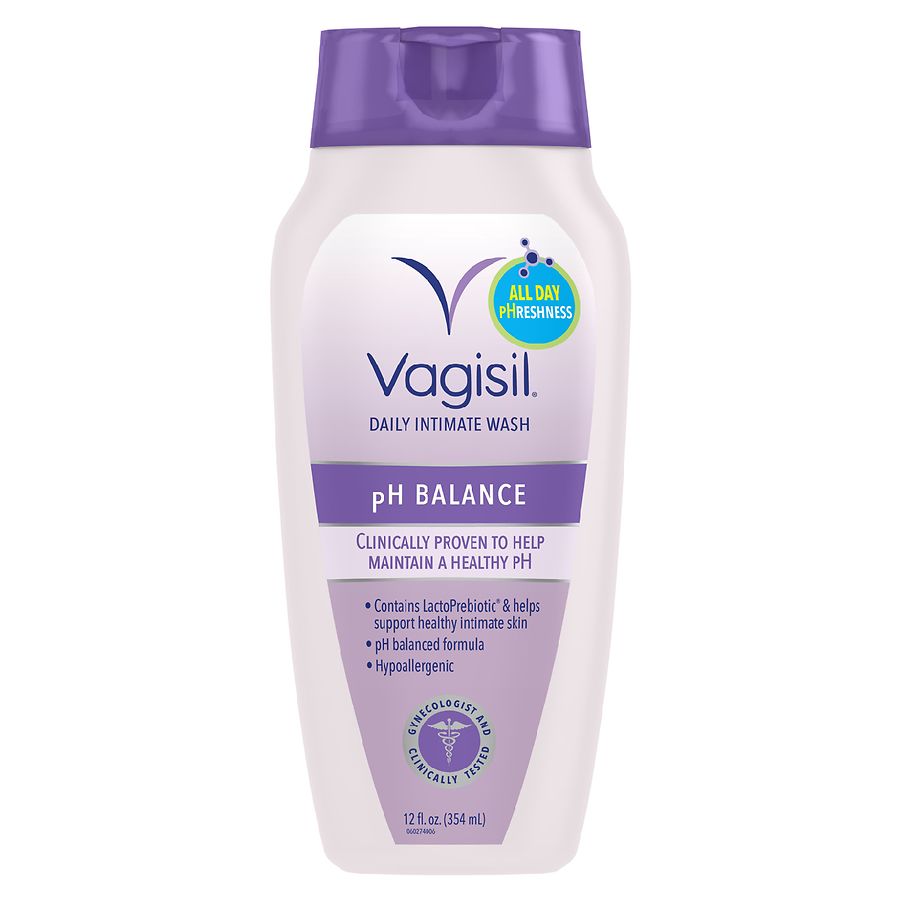 ALL DAY
pHRESHNESS
Vagisil®
DAILY INTIMATE WASH
pH BALANCE
CLINICALLY PROVEN TO HELP
MAINTAIN A HEALTHY pH
• Contains LactoPrebiotic® & helps
support healthy intimate skin
• pH balanced formula
• Hypoallergenic
GYNECOLOGIST AND
CLINICALLY TESTED
12 fl. oz. (354 mL)
060274406